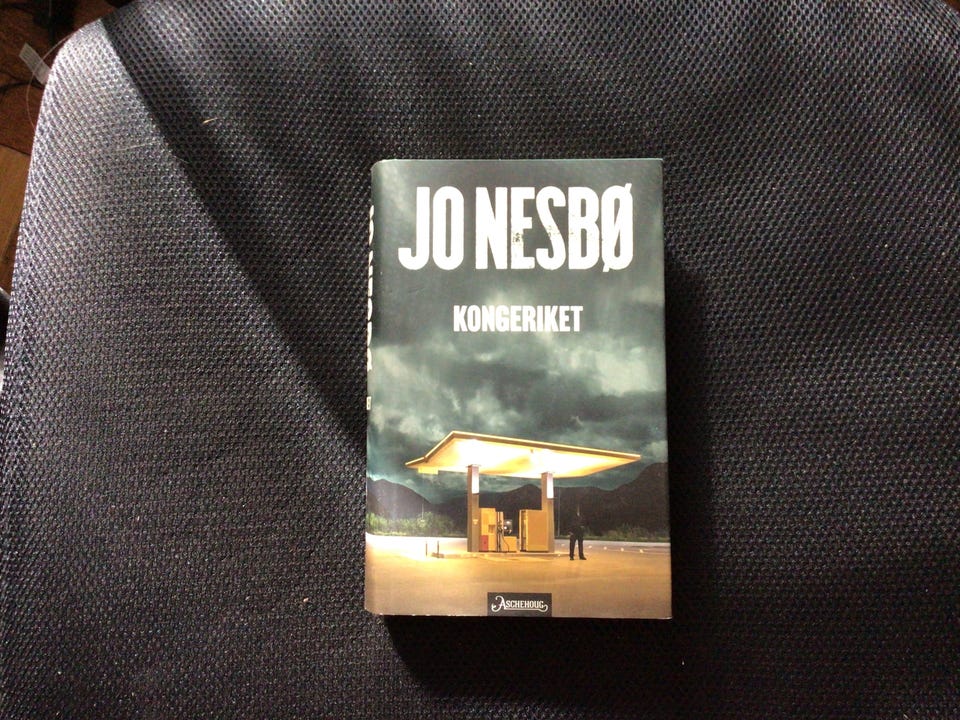 JO NESBØ
KONGERIKET
ASCHEHOUG